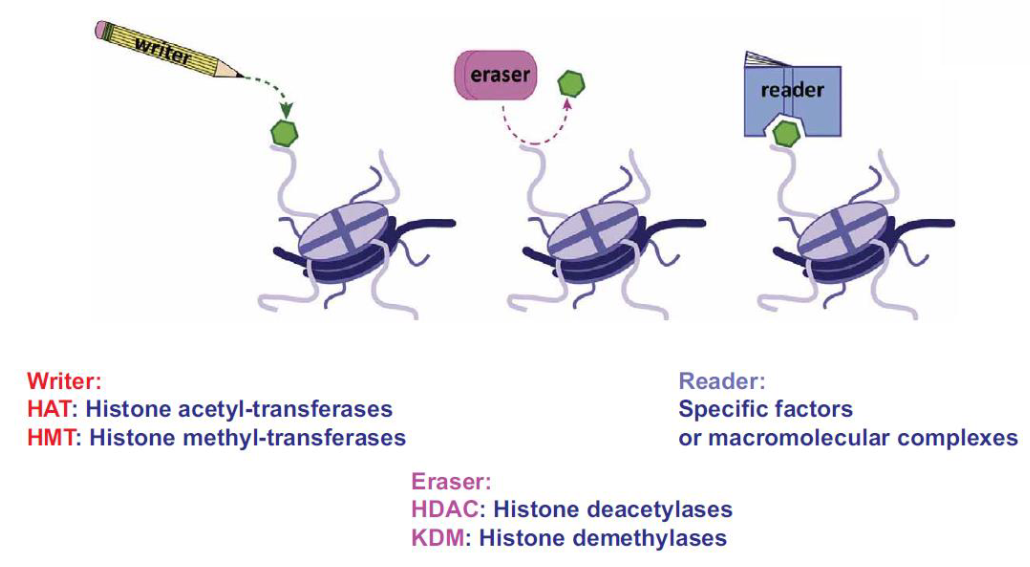 writer
eraser
reader
Writer:
HAT: Histone acetyl-transferases
HMT: Histone methyl-transferases
Reader:
Specific factors
or macromolecular complexes
Eraser:
HDAC: Histone deacetylases
KDM: Histone demethylases